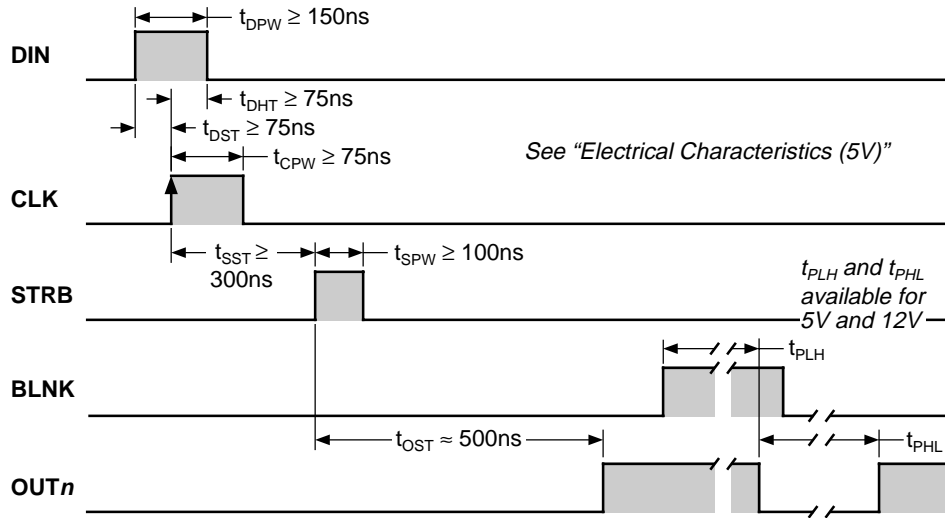 t_DPW ≥ 150ns
DIN
t_DHT ≥ 75ns
t_DST ≥ 75ns
t_CPW ≥ 75ns
See “Electrical Characteristics (5V)”
CLK
t_SST ≥
300ns
t_SPW ≥ 100ns
STRB
t_PLH and t_PHL
available for
5V and 12V
t_PLH
BLNK
t_OST ≈ 500ns
t_PHL
OUTn